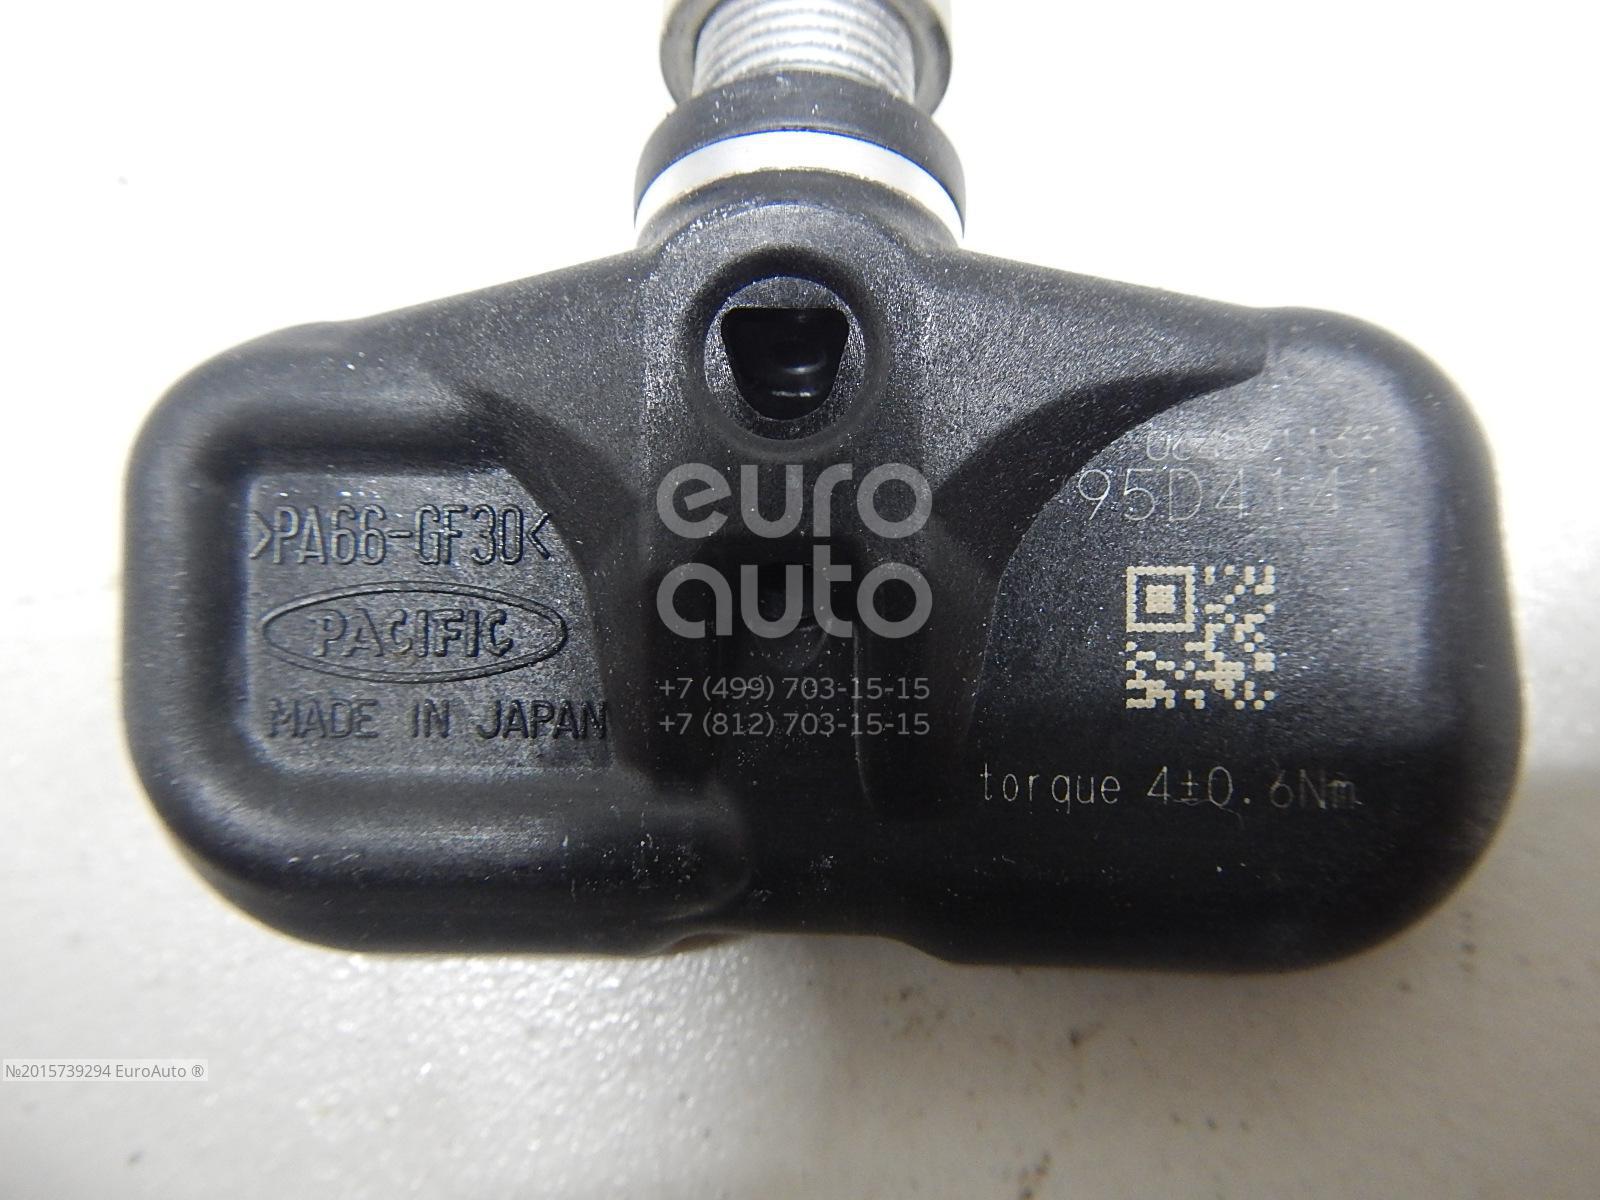 >PA66-GF30<
PACIFIC
MADE IN JAPAN
95D4141
torque 4±0.6Nm
euro
auto
+7 (499) 703-15-15
+7 (812) 703-15-15
№2015739294 EuroAuto ®